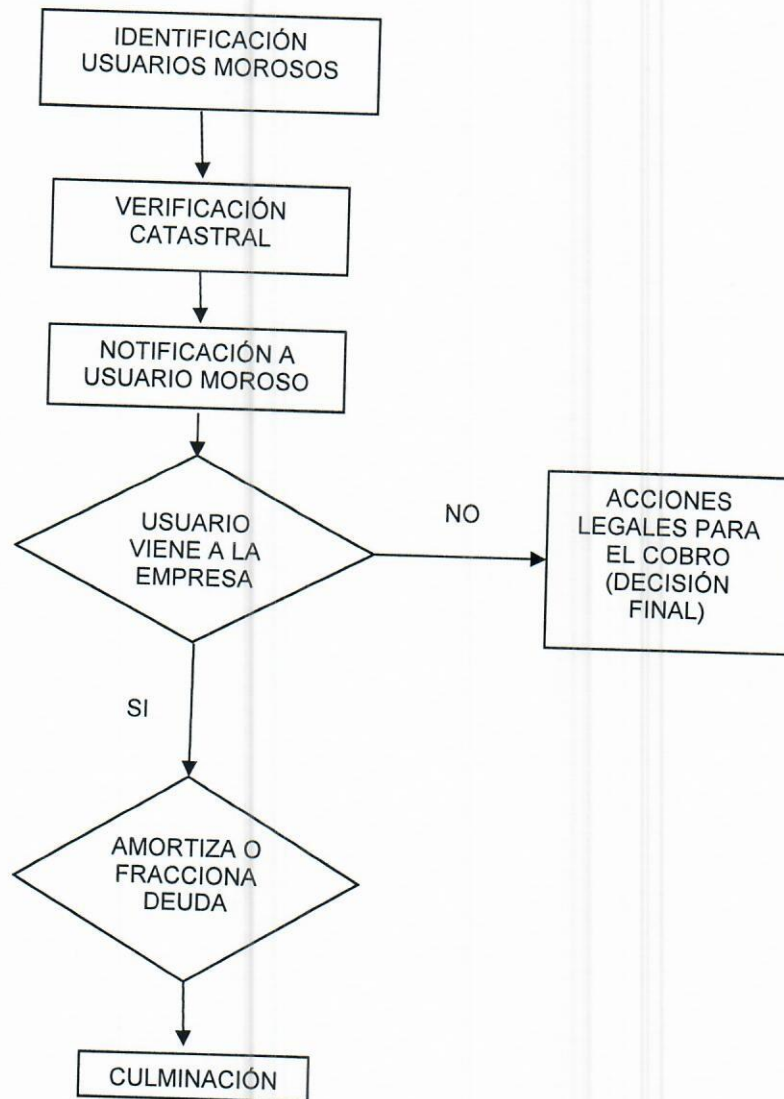 IDENTIFICACIÓN
USUARIOS MOROSOS
VERIFICACIÓN
CATASTRAL
NOTIFICACIÓN A
USUARIO MOROSO
USUARIO
VIENE A LA
EMPRESA
NO
ACCIONES
LEGALES PARA
EL COBRO
(DECISIÓN
FINAL)
SI
AMORTIZA O
FRACCIONA
DEUDA
CULMINACIÓN